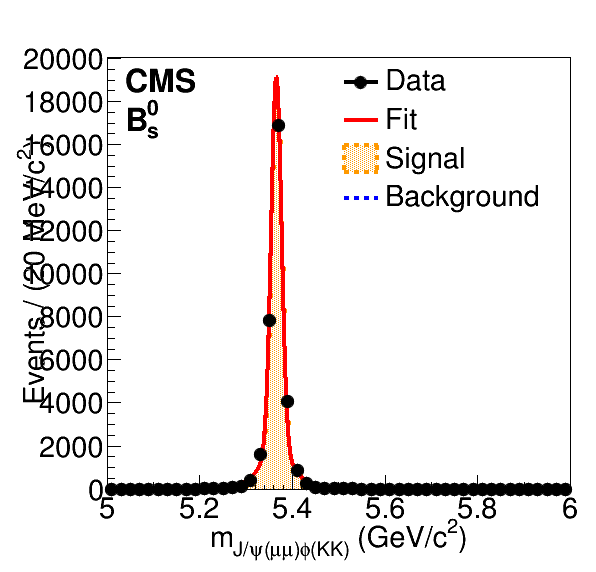 CMS
B⁰ₛ
Data
Fit
Signal
Background
Events / (20 MeV/c²)
20000
18000
16000
14000
12000
10000
8000
6000
4000
2000
0
5 5.2 5.4 5.6 5.8 6
m_J/ψ(μμ)ϕ(KK) (GeV/c²)